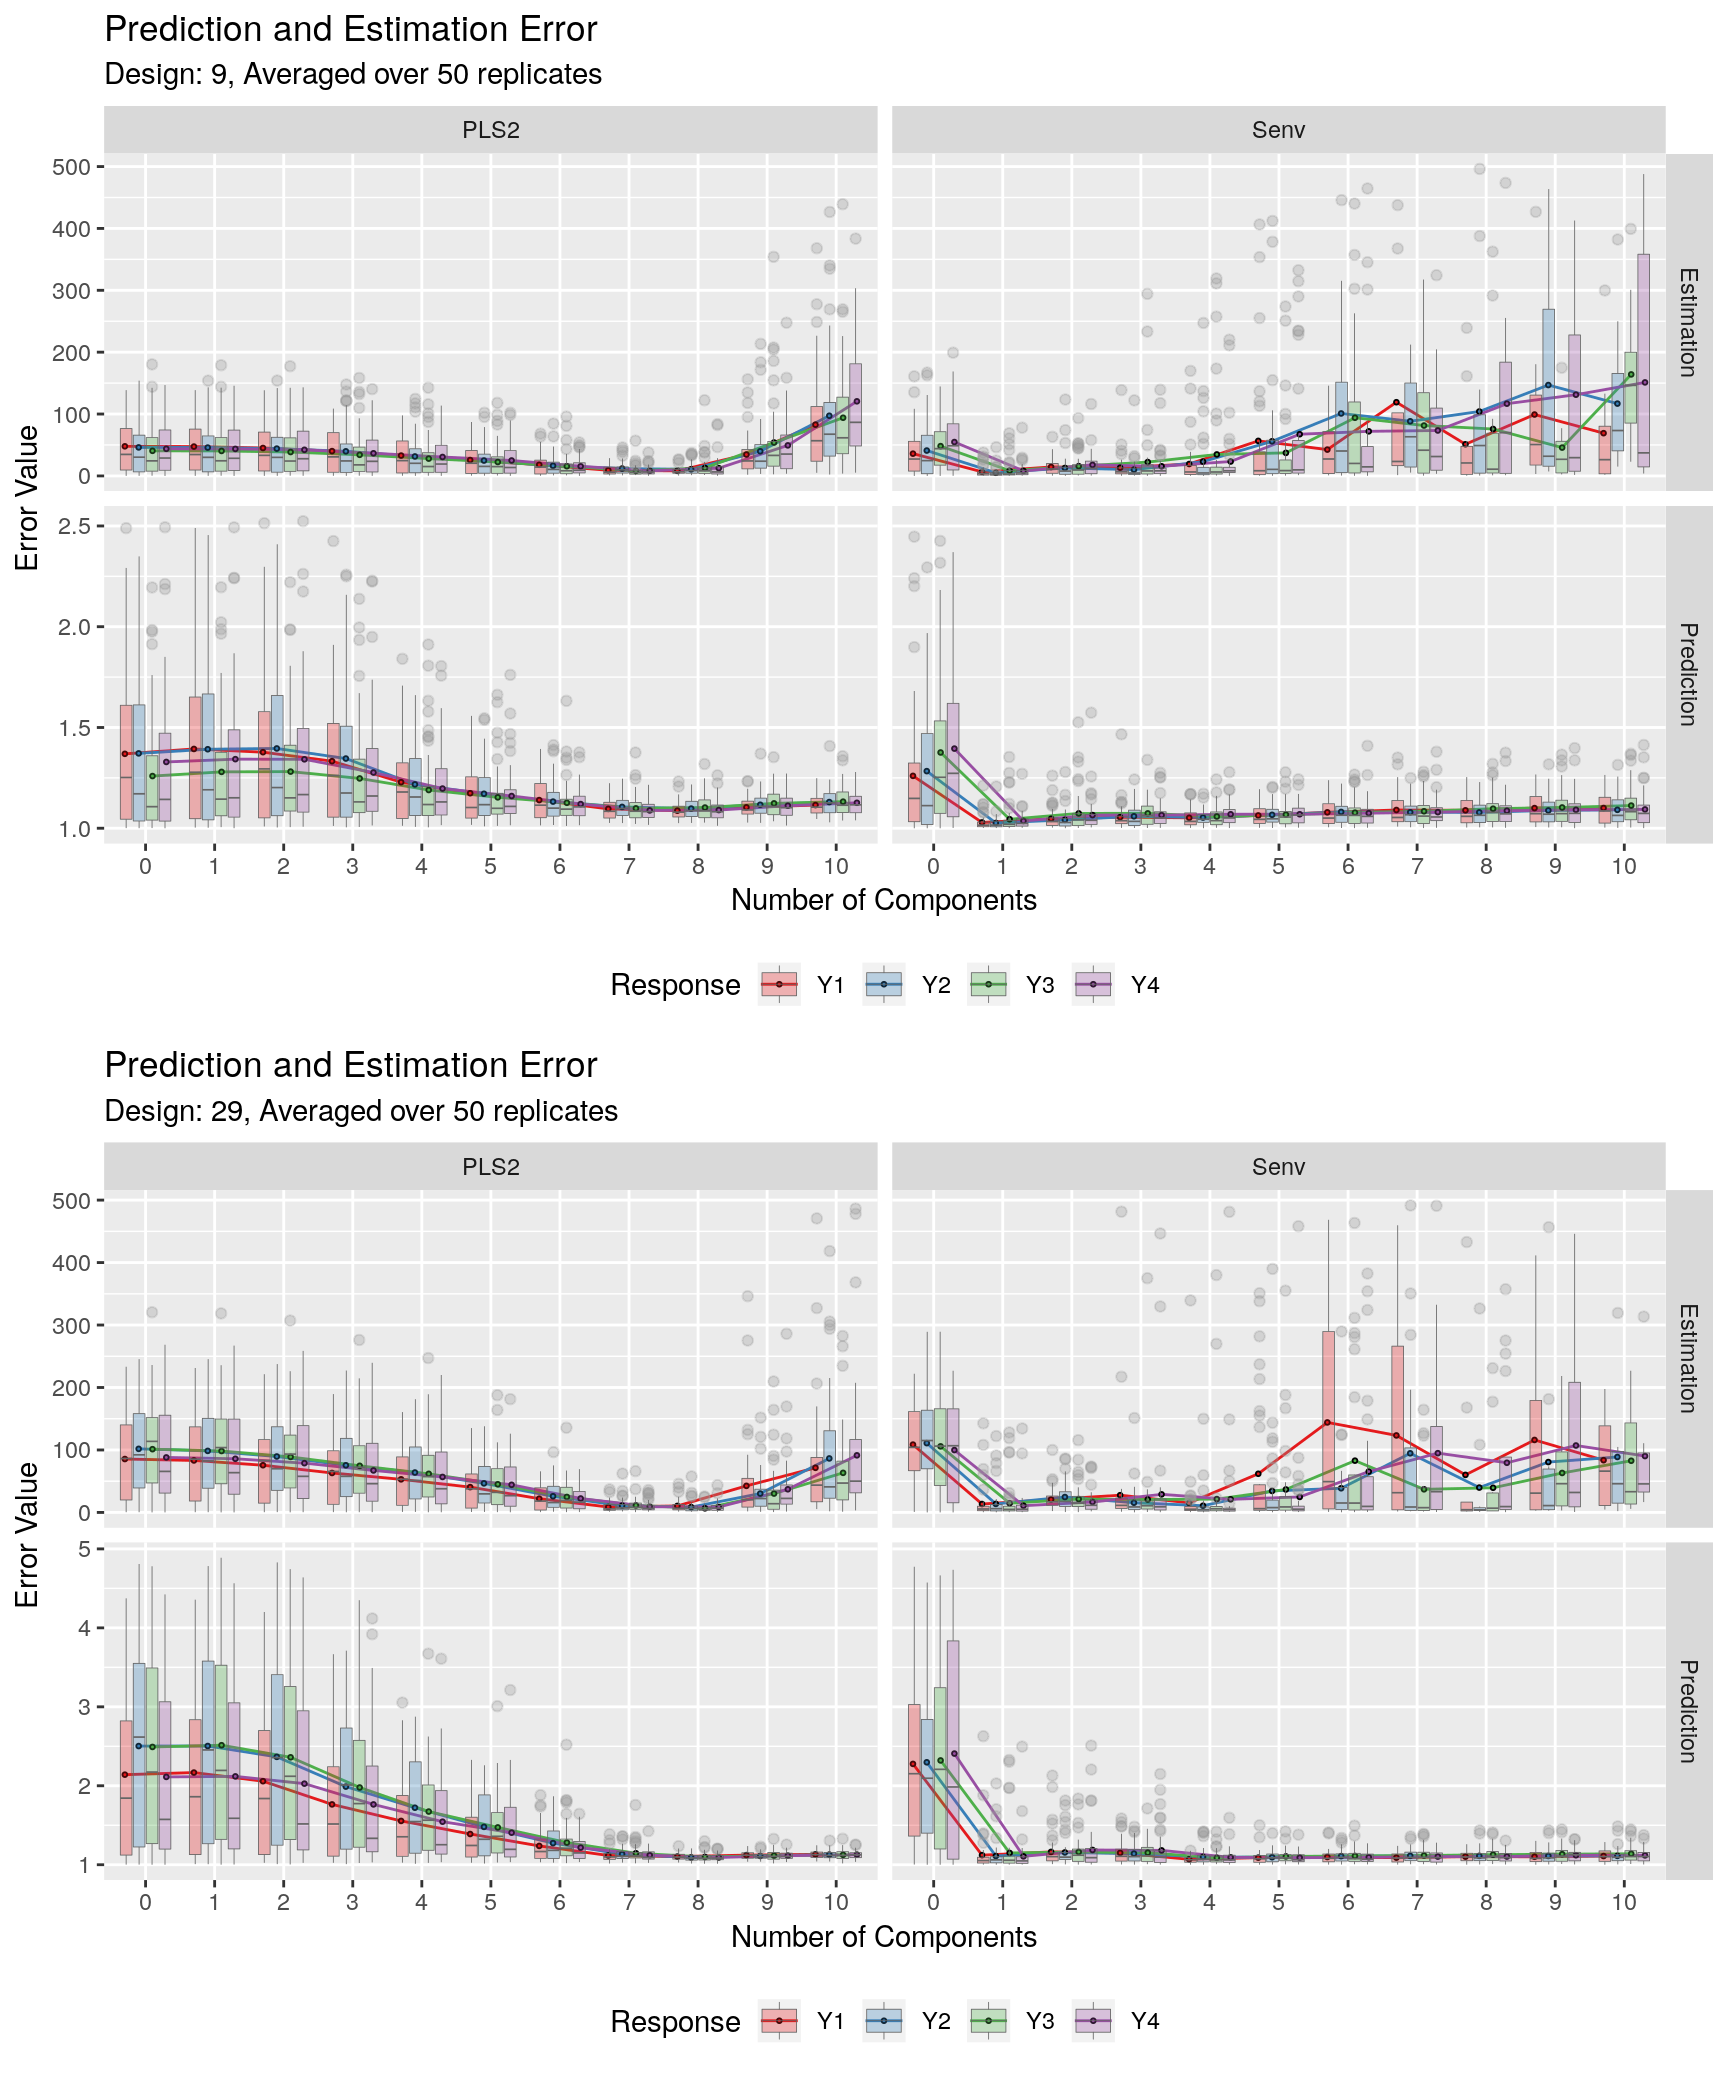 Prediction and Estimation Error
Design: 9, Averaged over 50 replicates
PLS2 Senv
500
400
300
200
100
0
Estimation
Error Value
2.5
2.0
1.5
1.0
Prediction
0 1 2 3 4 5 6 7 8 9 10 0 1 2 3 4 5 6 7 8 9 10
Number of Components
Response Y1 Y2 Y3 Y4
Prediction and Estimation Error
Design: 29, Averaged over 50 replicates
PLS2 Senv
500
400
300
200
100
0
Estimation
Error Value
5
4
3
2
1
Prediction
0 1 2 3 4 5 6 7 8 9 10 0 1 2 3 4 5 6 7 8 9 10
Number of Components
Response Y1 Y2 Y3 Y4